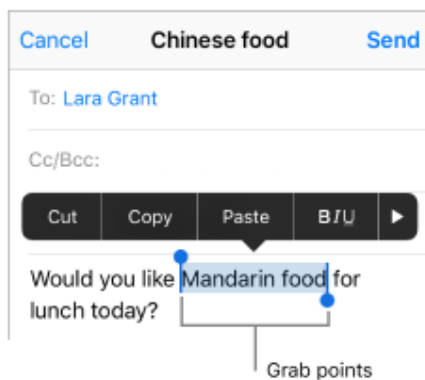 Cancel Chinese food Send
To: Lara Grant
Cc/Bcc:
Cut Copy Paste BIU
Would you like Mandarin food for
lunch today?
Grab points